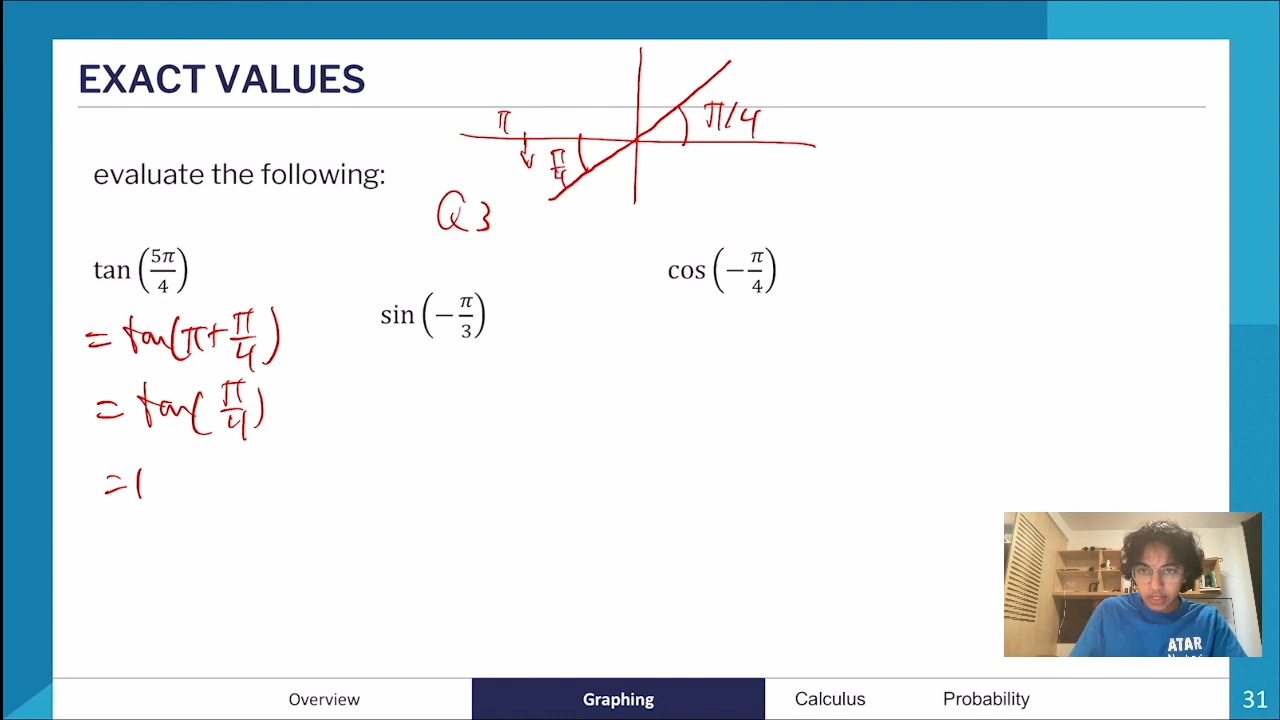 EXACT VALUES
π
π/4
π/4
evaluate the following:
Q3
tan(5π/4)
cos(−π/4)
= tan(π+π/4)
sin(−π/3)
= tan(π/4)
=1
ATAR
Overview
Graphing
Calculus
Probability
31